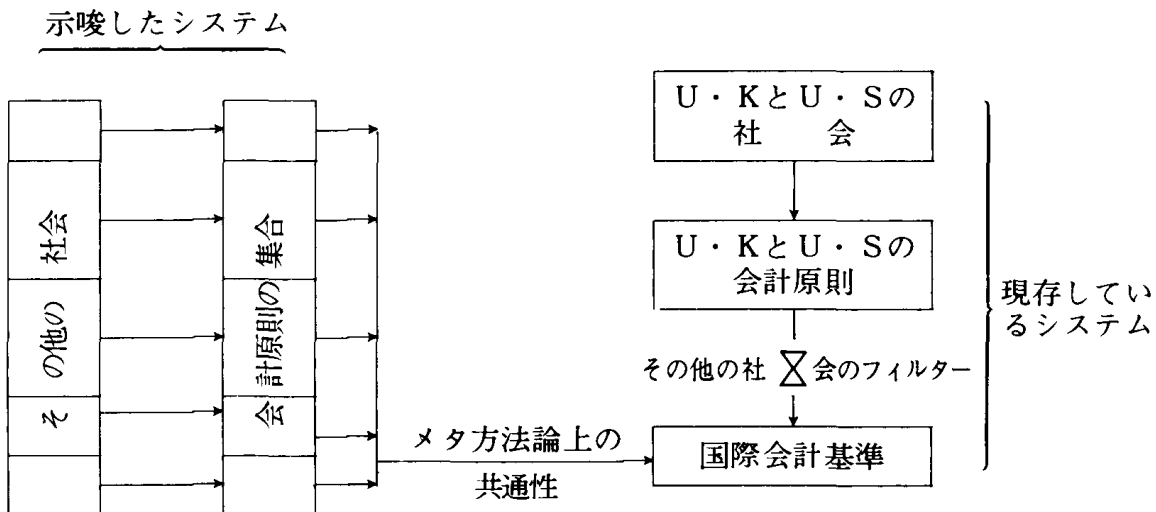 示唆したシステム
その他の社会
会計原則の集合
メタ方法論上の
共通性
U・KとU・Sの
社会
U・KとU・Sの
会計原則
その他の社会のフィルター
国際会計基準
現存してい
るシステム